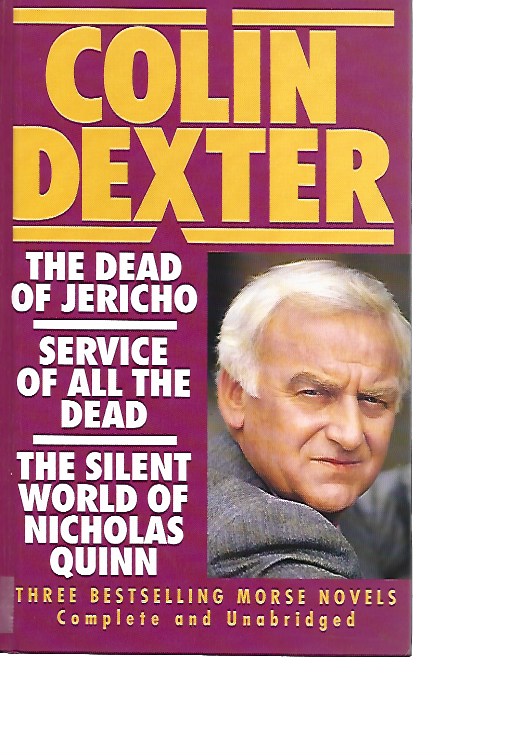 COLIN
DEXTER
THE DEAD
OF JERICHO
SERVICE
OF ALL THE
DEAD
THE SILENT
WORLD OF
NICHOLAS
QUINN
THREE BESTSELLING MORSE NOVELS
Complete and Unabridged